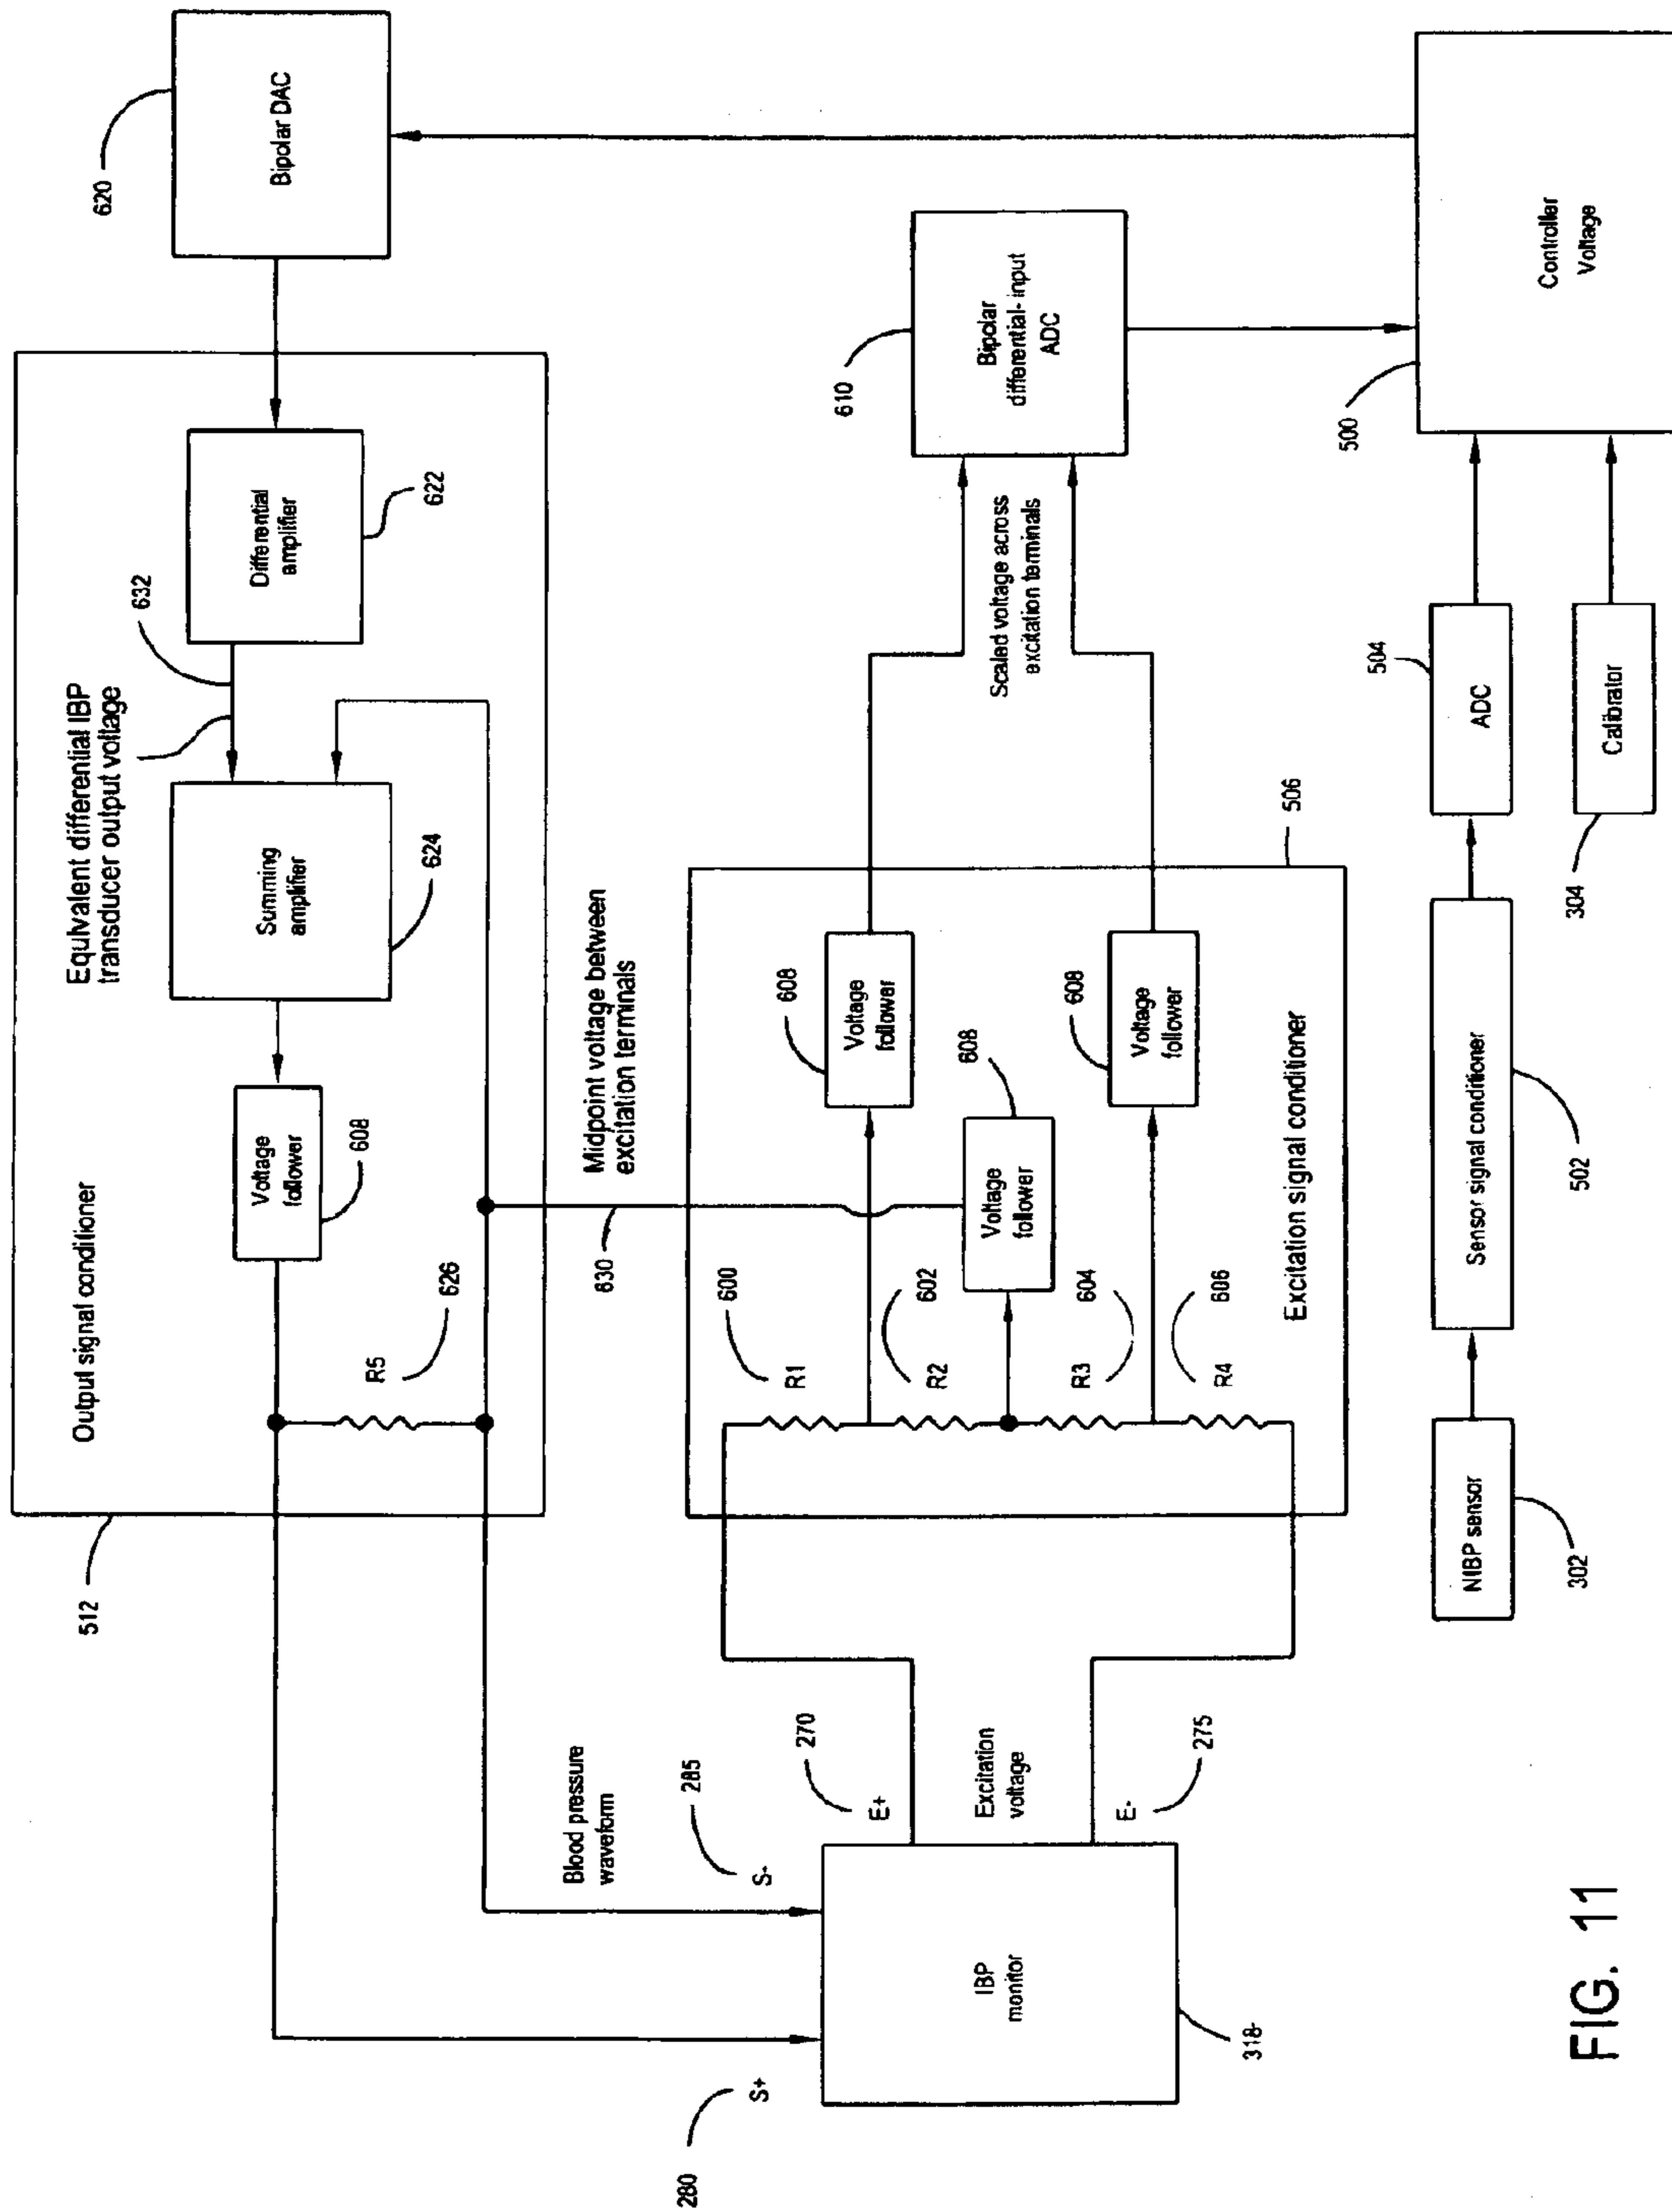 512
Output signal conditioner
R5
626
Voltage
follower
608
Equivalent differential IBP
transducer output voltage
632
Summing
amplifier
624
Differential
amplifier
622
620
Bipolar DAC
Blood pressure
waveform
Midpoint voltage between
excitation terminals
630
280
S+
285
S-
270
E+
Excitation
voltage
E-
275
IBP
monitor
318
600
R1
602
R2
604
R3
606
R4
608
Voltage
follower
608
Voltage
follower
608
Voltage
follower
Excitation signal conditioner
506
Scaled voltage across
excitation terminals
610
Bipolar
differential-input
ADC
NIBP sensor
302
Sensor signal conditioner
502
504
ADC
Calibrator
304
500
Controller
Voltage
FIG. 11